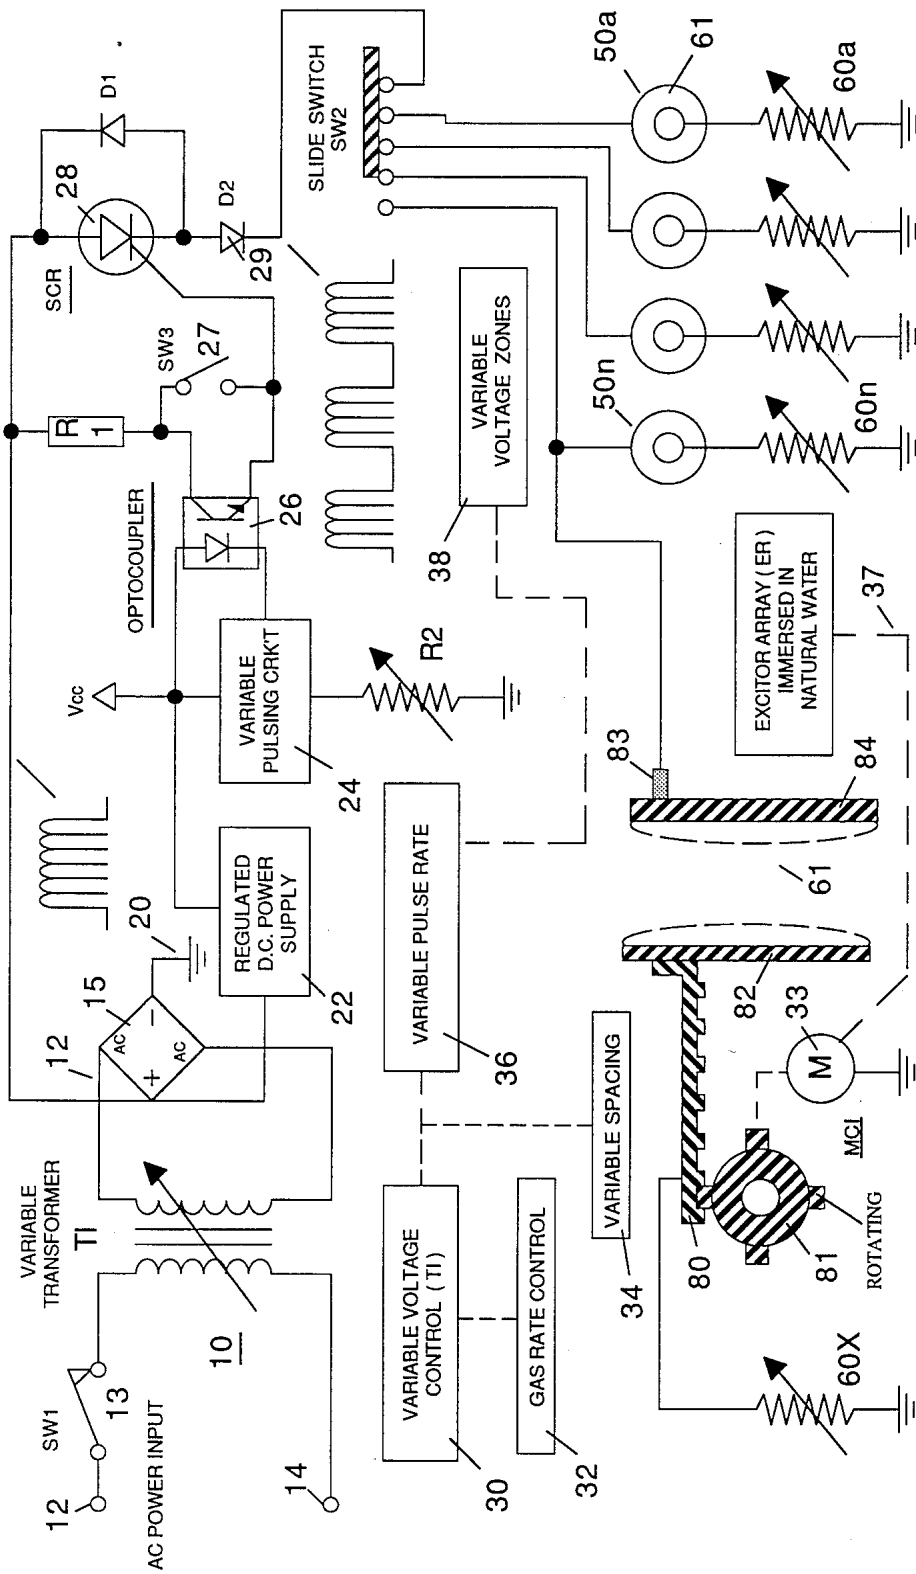 SW1
12
13
AC POWER INPUT
14
VARIABLE
TRANSFORMER
TI
10
12
15
AC
AC
+
−
20
REGULATED
D.C. POWER
SUPPLY
22
Vcc
VARIABLE
PULSING CRK'T
24
R2
OPTOCOUPLER
26
R
1
SW3
27
SCR
28
D1
D2
29
SLIDE SWITCH
SW2
VARIABLE VOLTAGE
CONTROL ( TI )
30
GAS RATE CONTROL
32
VARIABLE SPACING
34
VARIABLE PULSE RATE
36
VARIABLE
VOLTAGE ZONES
38
50a
61
60a
50n
60n
EXCITOR ARRAY ( ER )
IMMERSED IN
NATURAL WATER
37
83
84
61
82
33
M
MCI
80
81
ROTATING
60X